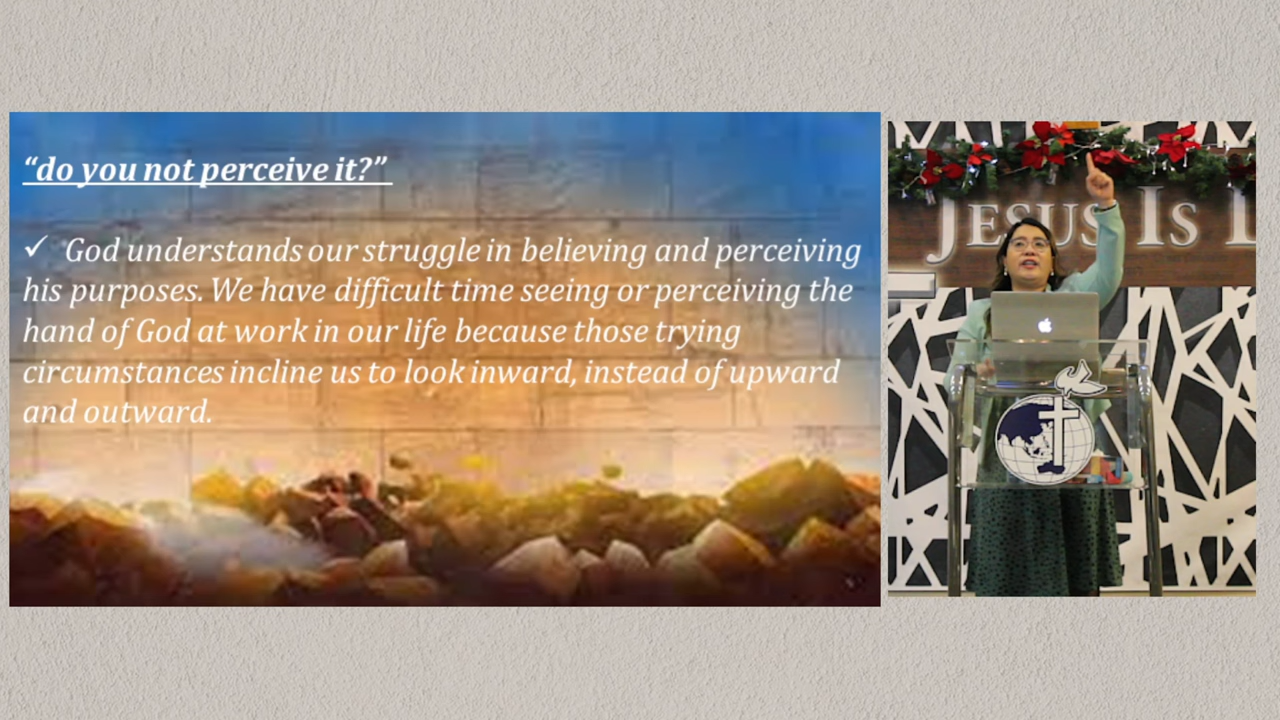 “do you not perceive it?”
✓ God understands our struggle in believing and perceiving
his purposes. We have difficult time seeing or perceiving the
hand of God at work in our life because those trying
circumstances incline us to look inward, instead of upward
and outward.
JESUS IS L